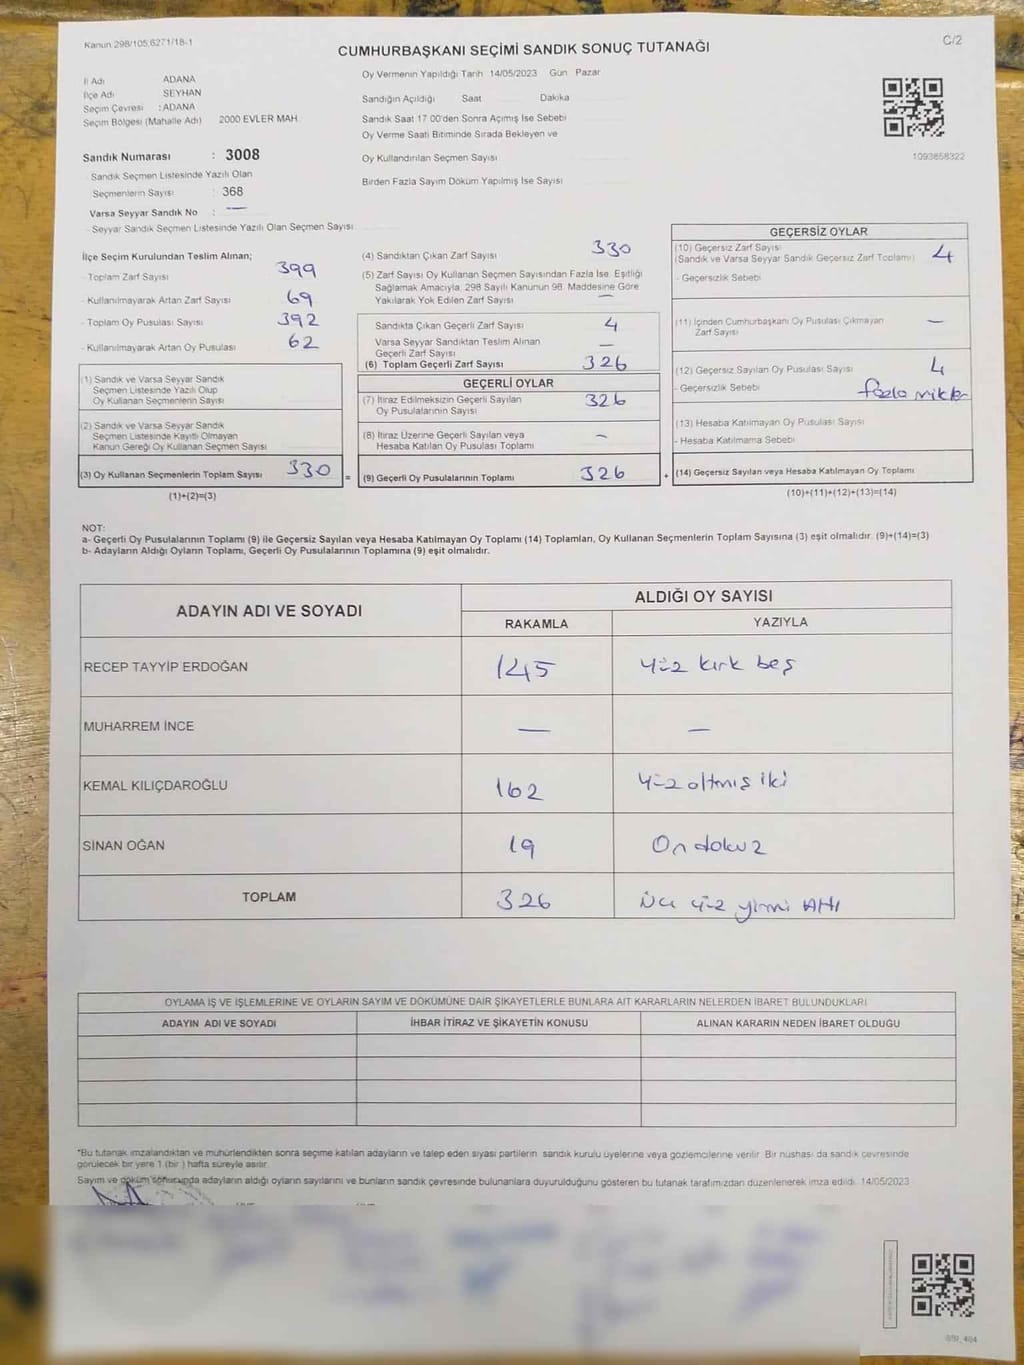 Kanun 298/105,6271/18-1
C/2
CUMHURBAŞKANI SEÇİMİ SANDIK SONUÇ TUTANAĞI
İl Adı ADANA
İlçe Adı SEYHAN
Seçim Çevresi : ADANA
Seçim Bölgesi (Mahalle Adı) 2000 EVLER MAH.
Sandık Numarası : 3008
Sandık Seçmen Listesinde Yazılı Olan
Seçmenlerin Sayısı : 368
Varsa Seyyar Sandık No : —
- Seyyar Sandık Seçmen Listesinde Yazılı Olan Seçmen Sayısı
Oy Vermenin Yapıldığı Tarih 14/05/2023 Gün Pazar
Sandığın Açıldığı Saat Dakika
Sandık Saat 17 00'den Sonra Açımış İse Sebebi
Oy Verme Saati Bitiminde Sırada Bekleyen ve
Oy Kullandırılan Seçmen Sayısı
Birden Fazla Sayım Döküm Yapılmış İse Sayısı
1093658322
İlçe Seçim Kurulundan Teslim Alınan;
- Toplam Zarf Sayısı 399
- Kullanılmayarak Artan Zarf Sayısı 69
- Toplam Oy Pusulası Sayısı 392
- Kullanılmayarak Artan Oy Pusulası 62
(1) Sandık ve Varsa Seyyar Sandık
Seçmen Listesinde Yazılı Olup
Oy Kullanan Seçmenlerin Sayısı
(2) Sandık ve Varsa Seyyar Sandık
Seçmen Listesinde Kayıtlı Olmayan
Kanun Gereği Oy Kullanan Seçmen Sayısı
(3) Oy Kullanan Seçmenlerin Toplam Sayısı 330 =
(1)+(2)=(3)
(4) Sandıktan Çıkan Zarf Sayısı 330
(5) Zarf Sayısı Oy Kullanan Seçmen Sayısından Fazla İse, Eşitliği
Sağlamak Amacıyla, 298 Sayılı Kanunun 98. Maddesine Göre
Yakılarak Yok Edilen Zarf Sayısı —
Sandıkta Çıkan Geçerli Zarf Sayısı 4
Varsa Seyyar Sandıktan Teslim Alınan
Geçerli Zarf Sayısı —
(6) Toplam Geçerli Zarf Sayısı 326
GEÇERLİ OYLAR
(7) İtiraz Edilmeksizin Geçerli Sayılan
Oy Pusulalarının Sayısı 326
(8) İtiraz Üzerine Geçerli Sayılan veya
Hesaba Katılan Oy Pusulası Toplamı —
(9) Geçerli Oy Pusulalarının Toplamı 326 +
GEÇERSİZ OYLAR
(10) Geçersiz Zarf Sayısı 4
(Sandık ve Varsa Seyyar Sandık Geçersiz Zarf Toplamı)
- Geçersizlik Sebebi
(11) İçinden Cumhurbaşkanı Oy Pusulası Çıkmayan
Zarf Sayısı —
(12) Geçersiz Sayılan Oy Pusulası Sayısı 4
- Geçersizlik Sebebi fazla
(13) Hesaba Katılmayan Oy Pusulası Sayısı
- Hesaba Katılmama Sebebi
(14) Geçersiz Sayılan veya Hesaba Katılmayan Oy Toplamı
(10)+(11)+(12)+(13)=(14)
NOT:
a- Geçerli Oy Pusulalarının Toplamı (9) ile Geçersiz Sayılan veya Hesaba Katılmayan Oy Toplamı (14) Toplamları, Oy Kullanan Seçmenlerin Toplam Sayısına (3) eşit olmalıdır. (9)+(14)=(3)
b- Adayların Aldığı Oyların Toplamı, Geçerli Oy Pusulalarının Toplamına (9) eşit olmalıdır.
ADAYIN ADI VE SOYADI
ALDIĞI OY SAYISI
RAKAMLA YAZIYLA
RECEP TAYYİP ERDOĞAN 145 Yüz kırk beş
MUHARREM İNCE — —
KEMAL KILIÇDAROĞLU 162 Yüz altmış iki
SİNAN OĞAN 19 On dokuz
TOPLAM 326 Üç yüz yirmi Altı
OYLAMA İŞ VE İŞLEMLERİNE VE OYLARIN SAYIM VE DÖKÜMÜNE DAİR ŞİKAYETLERLE BUNLARA AİT KARARLARIN NELERDEN İBARET BULUNDUKLARI
ADAYIN ADI VE SOYADI İHBAR İTİRAZ VE ŞİKAYETİN KONUSU ALINAN KARARIN NEDEN İBARET OLDUĞU
*Bu tutanak imzalandıktan ve mühürlendikten sonra seçime katılan adayların ve talep eden siyasi partilerin sandık kurulu üyelerine veya gözlemcilerine verilir. Bir nüshası da sandık çevresinde
görülecek bir yere 1 (bir ) hafta süreyle asılır.
Sayım ve döküm sonucunda adayların aldığı oyların sayılarını ve bunların sandık çevresinde bulunanlara duyurulduğunu gösteren bu tutanak tarafımızdan düzenlenerek imza edildi. 14/05/2023